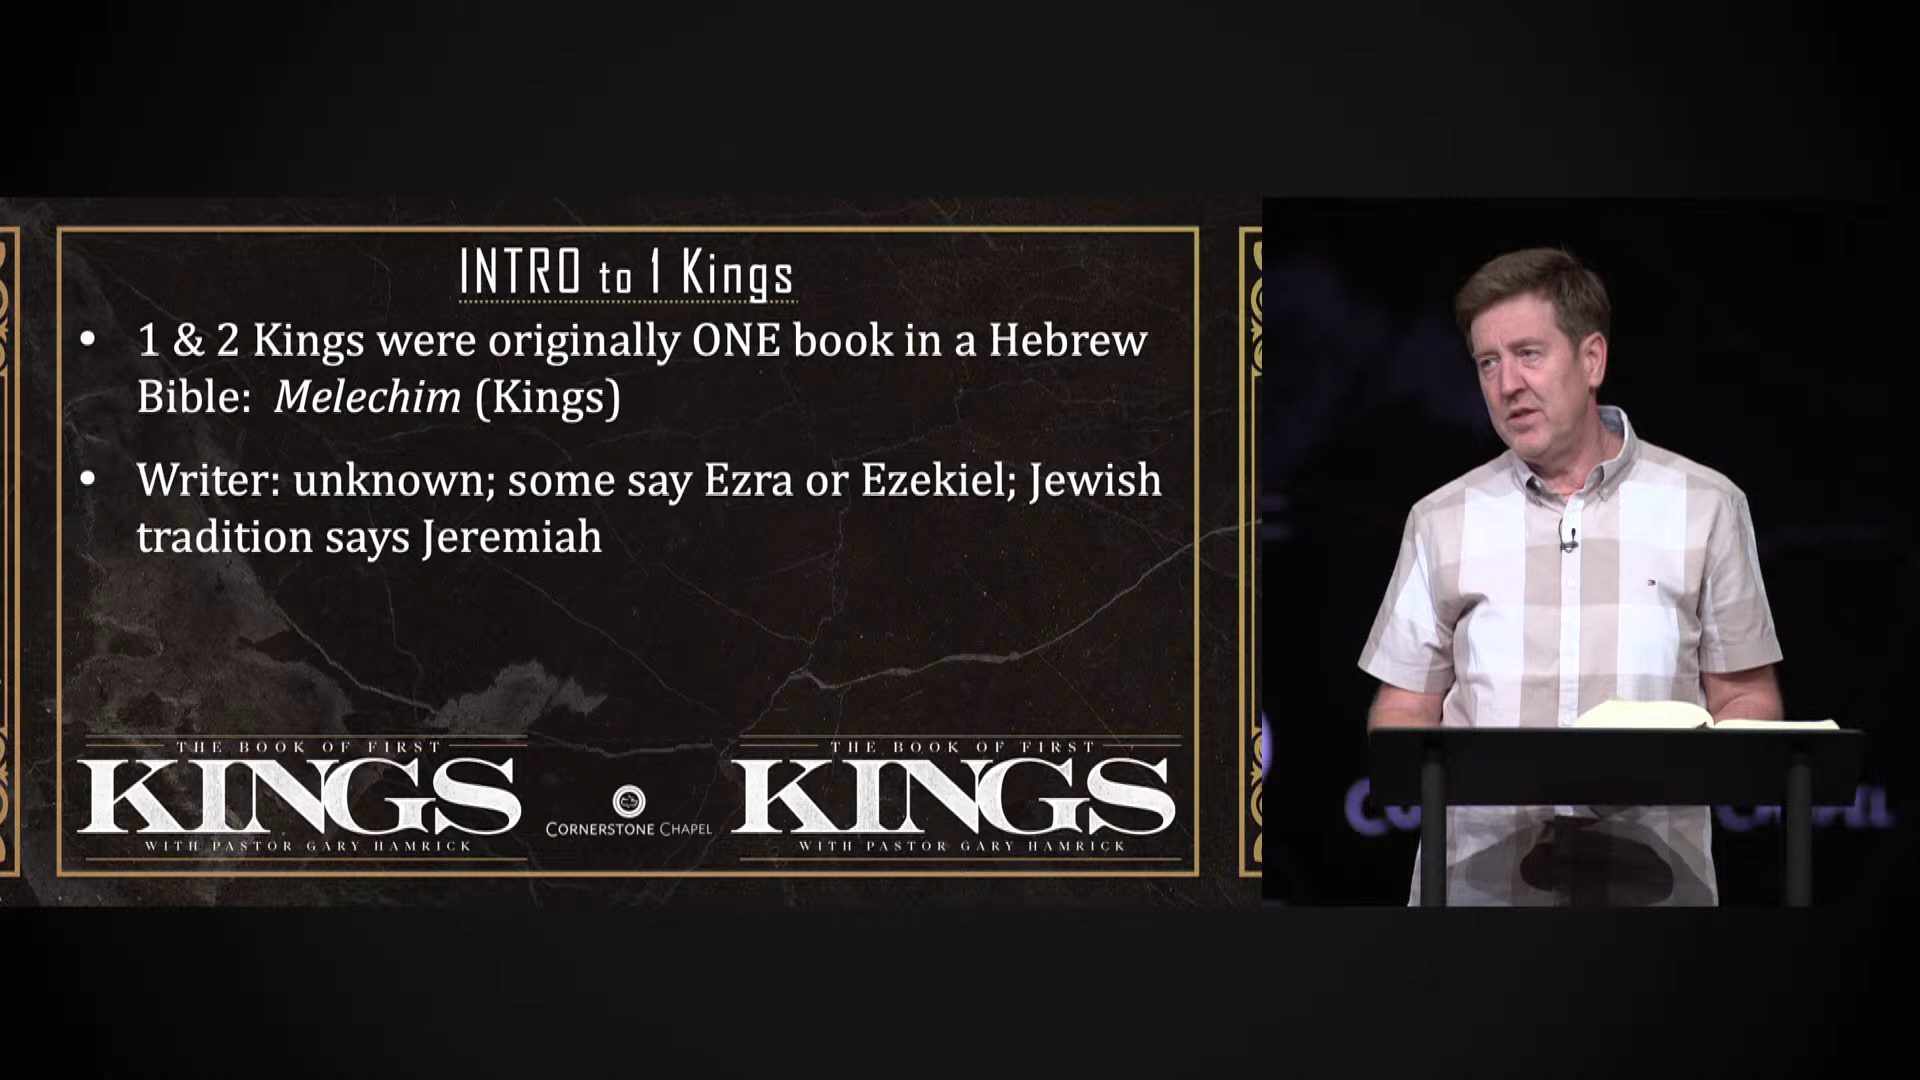 INTRO to 1 Kings
• 1 & 2 Kings were originally ONE book in a Hebrew
Bible: Melechim (Kings)
• Writer: unknown; some say Ezra or Ezekiel; Jewish
tradition says Jeremiah
THE BOOK OF FIRST
KINGS
WITH PASTOR GARY HAMRICK
CORNERSTONE CHAPEL
THE BOOK OF FIRST
KINGS
WITH PASTOR GARY HAMRICK